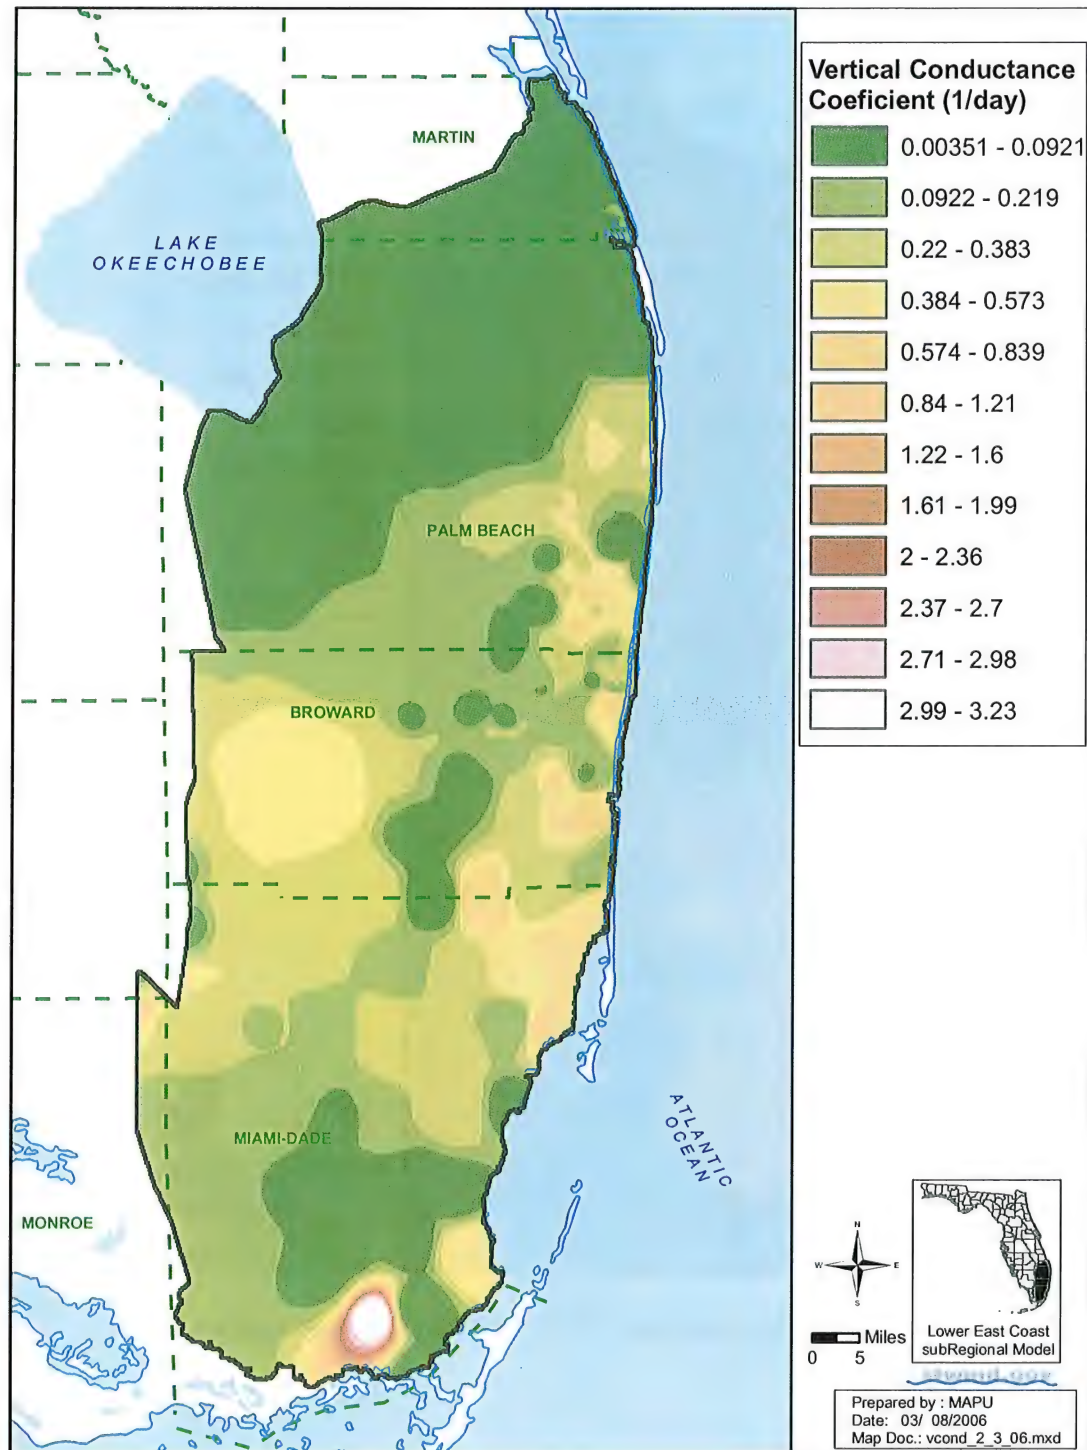 Vertical Conductance
Coeficient (1/day)
0.00351 - 0.0921
0.0922 - 0.219
0.22 - 0.383
0.384 - 0.573
0.574 - 0.839
0.84 - 1.21
1.22 - 1.6
1.61 - 1.99
2 - 2.36
2.37 - 2.7
2.71 - 2.98
2.99 - 3.23
MARTIN
LAKE
OKEECHOBEE
PALM BEACH
BROWARD
MIAMI-DADE
MONROE
ATLANTIC
OCEAN
N
W
E
S
Miles
0 5
Lower East Coast
subRegional Model
Prepared by : MAPU
Date: 03/ 08/2006
Map Doc.: vcond_2_3_06.mxd